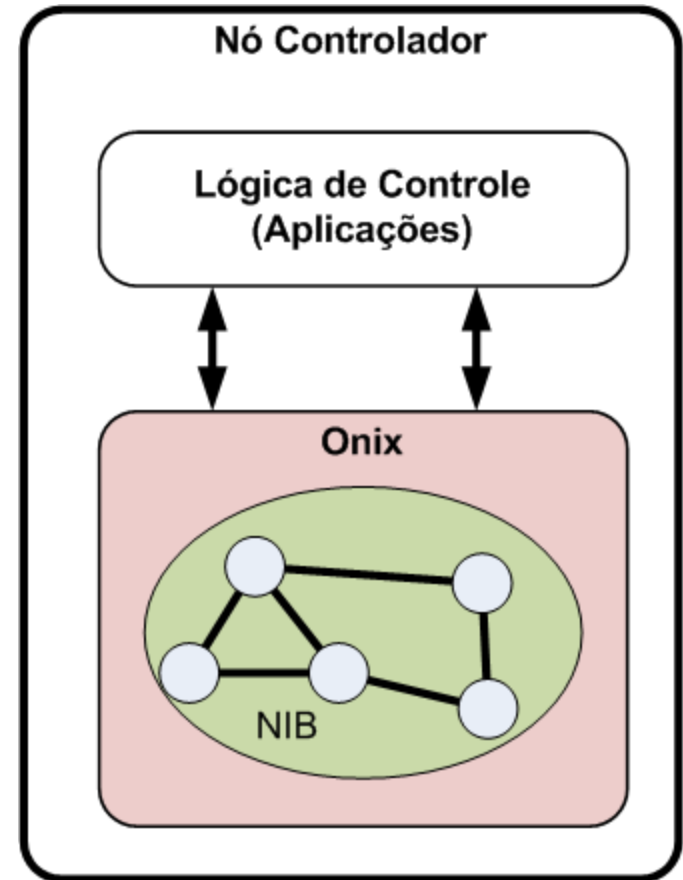 Nó Controlador
Lógica de Controle
(Aplicações)
Onix
NIB